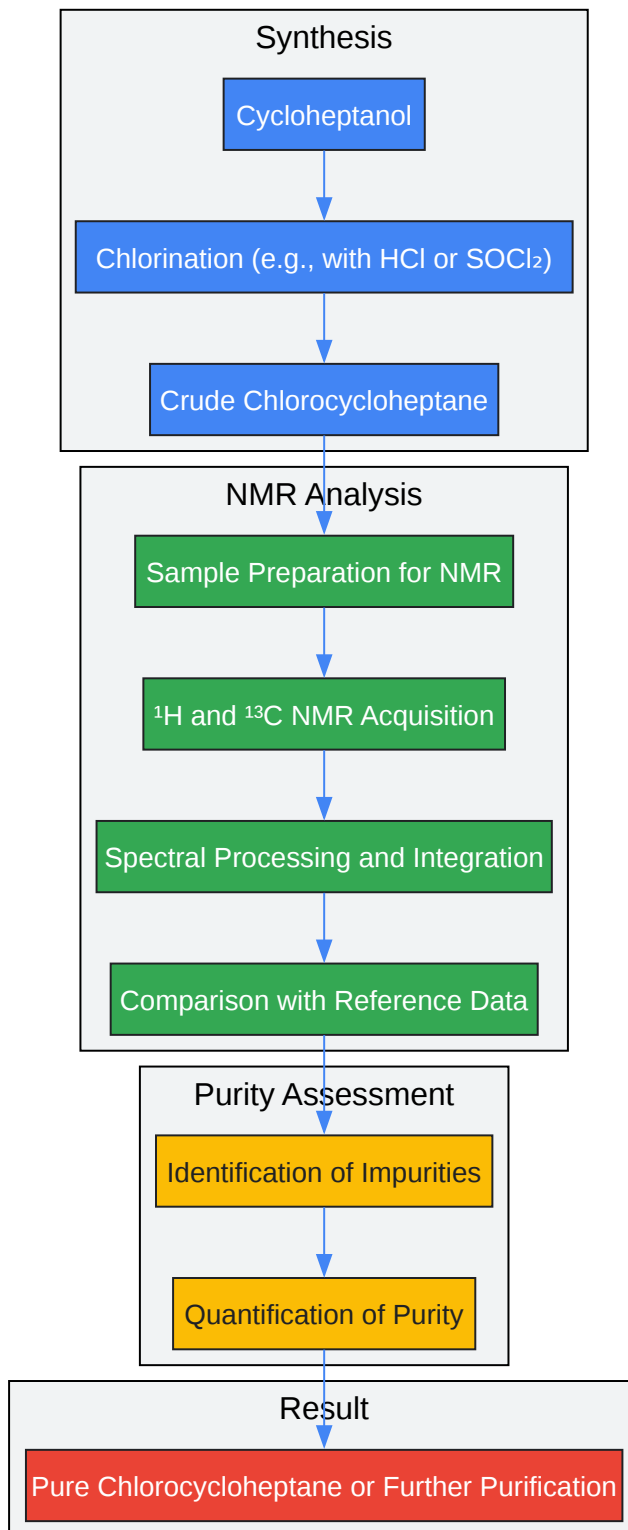 Synthesis
Cycloheptanol
Chlorination (e.g., with HCl or SOCl₂)
Crude Chlorocycloheptane
NMR Analysis
Sample Preparation for NMR
¹H and ¹³C NMR Acquisition
Spectral Processing and Integration
Comparison with Reference Data
Purity Assessment
Identification of Impurities
Quantification of Purity
Result
Pure Chlorocycloheptane or Further Purification